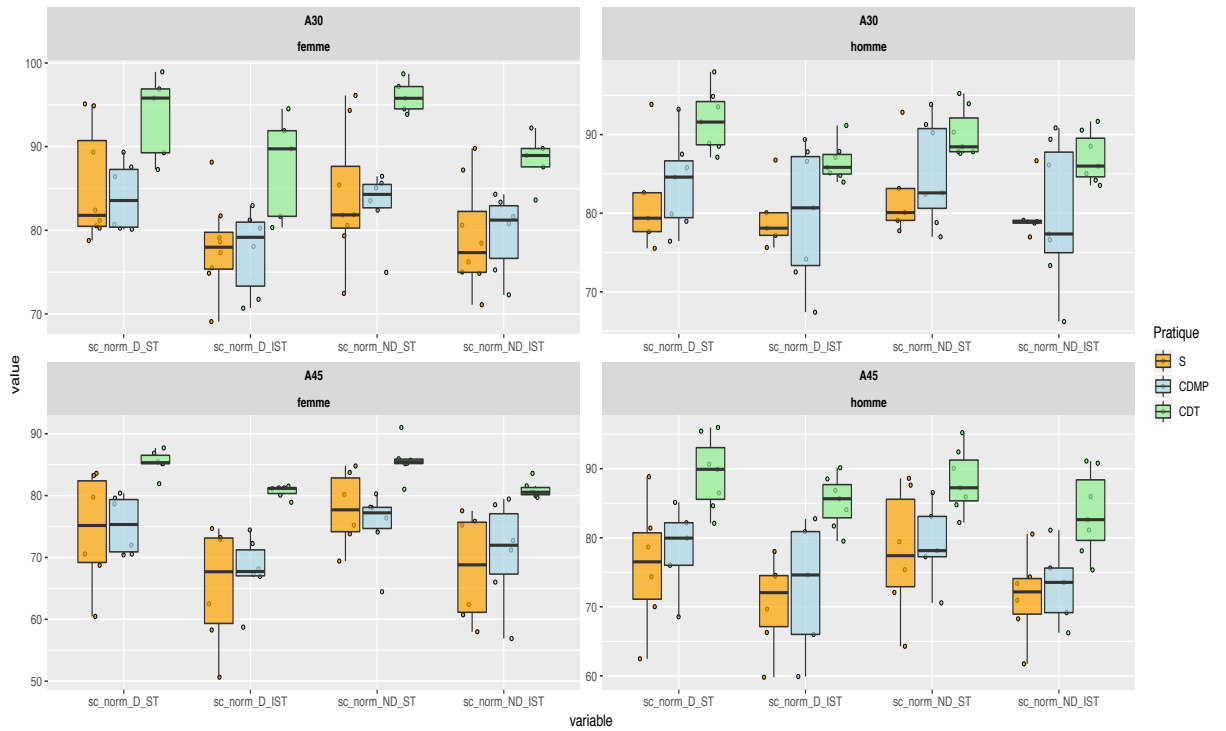 A30
femme
100
90
80
70
sc_norm_D_ST
sc_norm_D_IST
sc_norm_ND_ST
sc_norm_ND_IST
A30
homme
90
80
70
sc_norm_D_ST
sc_norm_D_IST
sc_norm_ND_ST
sc_norm_ND_IST
value
A45
femme
90
80
70
60
50
sc_norm_D_ST
sc_norm_D_IST
sc_norm_ND_ST
sc_norm_ND_IST
A45
homme
90
80
70
60
sc_norm_D_ST
sc_norm_D_IST
sc_norm_ND_ST
sc_norm_ND_IST
variable
Pratique
S
CDMP
CDT